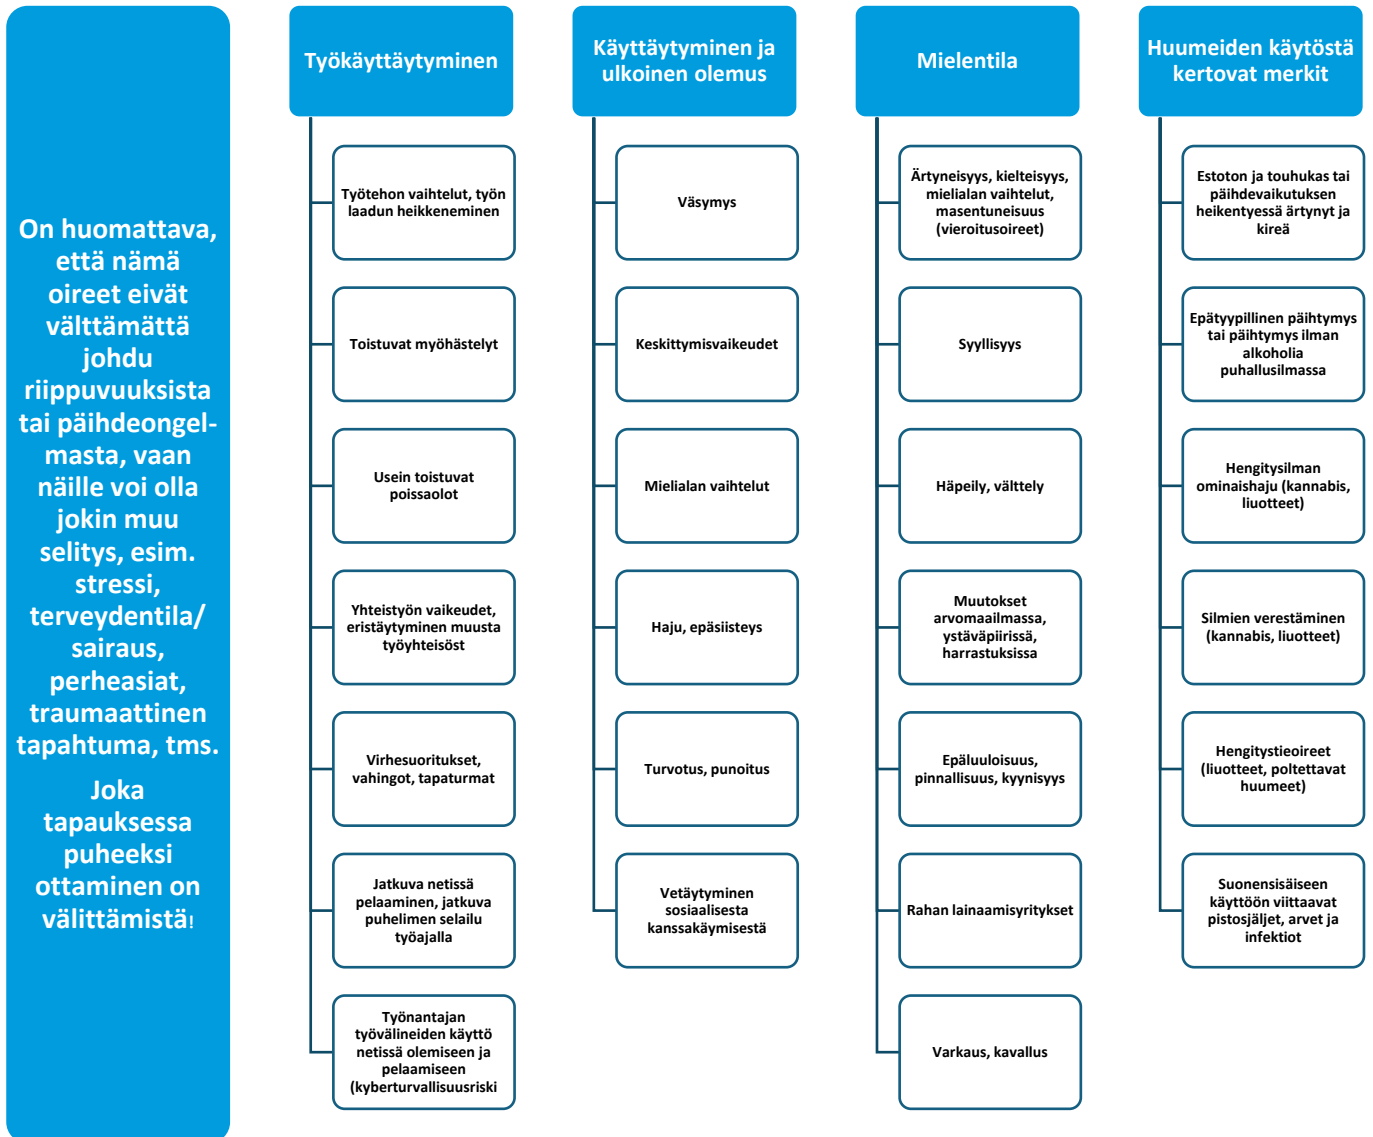 On huomattava,
että nämä
oireet eivät
välttämättä
johdu
riippuvuuksista
tai päihdeongel-
masta, vaan
näille voi olla
jokin muu
selitys, esim.
stressi,
terveydentila/
sairaus,
perheasiat,
traumaattinen
tapahtuma, tms.
Joka
tapauksessa
puheeksi
ottaminen on
välittämistä!
Työkäyttäytyminen
Työtehon vaihtelut, työn
laadun heikkeneminen
Toistuvat myöhästelyt
Usein toistuvat
poissaolot
Yhteistyön vaikeudet,
eristäytyminen muusta
työyhteisöst
Virhesuoritukset,
vahingot, tapaturmat
Jatkuva netissä
pelaaminen, jatkuva
puhelimen selailu
työajalla
Työnantajan
työvälineiden käyttö
netissä olemiseen ja
pelaamiseen
(kyberturvallisuusriski
Käyttäytyminen ja
ulkoinen olemus
Väsymys
Keskittymisvaikeudet
Mielialan vaihtelut
Haju, epäsiisteys
Turvotus, punoitus
Vetäytyminen
sosiaalisesta
kanssakäymisestä
Mielentila
Ärtyneisyys, kielteisyys,
mielialan vaihtelut,
masentuneisuus
(vieroitusoireet)
Syyllisyys
Häpeily, välttely
Muutokset
arvomaailmassa,
ystäväpiirissä,
harrastuksissa
Epäluuloisuus,
pinnallisuus, kyynisyys
Rahan lainaamisyritykset
Varkaus, kavallus
Huumeiden käytöstä
kertovat merkit
Estoton ja touhukas tai
päihdevaikutuksen
heikentyessä ärtynyt ja
kireä
Epätyypillinen päihtymys
tai päihtymys ilman
alkoholia
puhallusilmassa
Hengitysilman
ominaishaju (kannabis,
liuotteet)
Silmien verestäminen
(kannabis, liuotteet)
Hengitystieoireet
(liuotteet, poltettavat
huumeet)
Suonensisäiseen
käyttöön viittaavat
pistosjäljet, arvet ja
infektiot